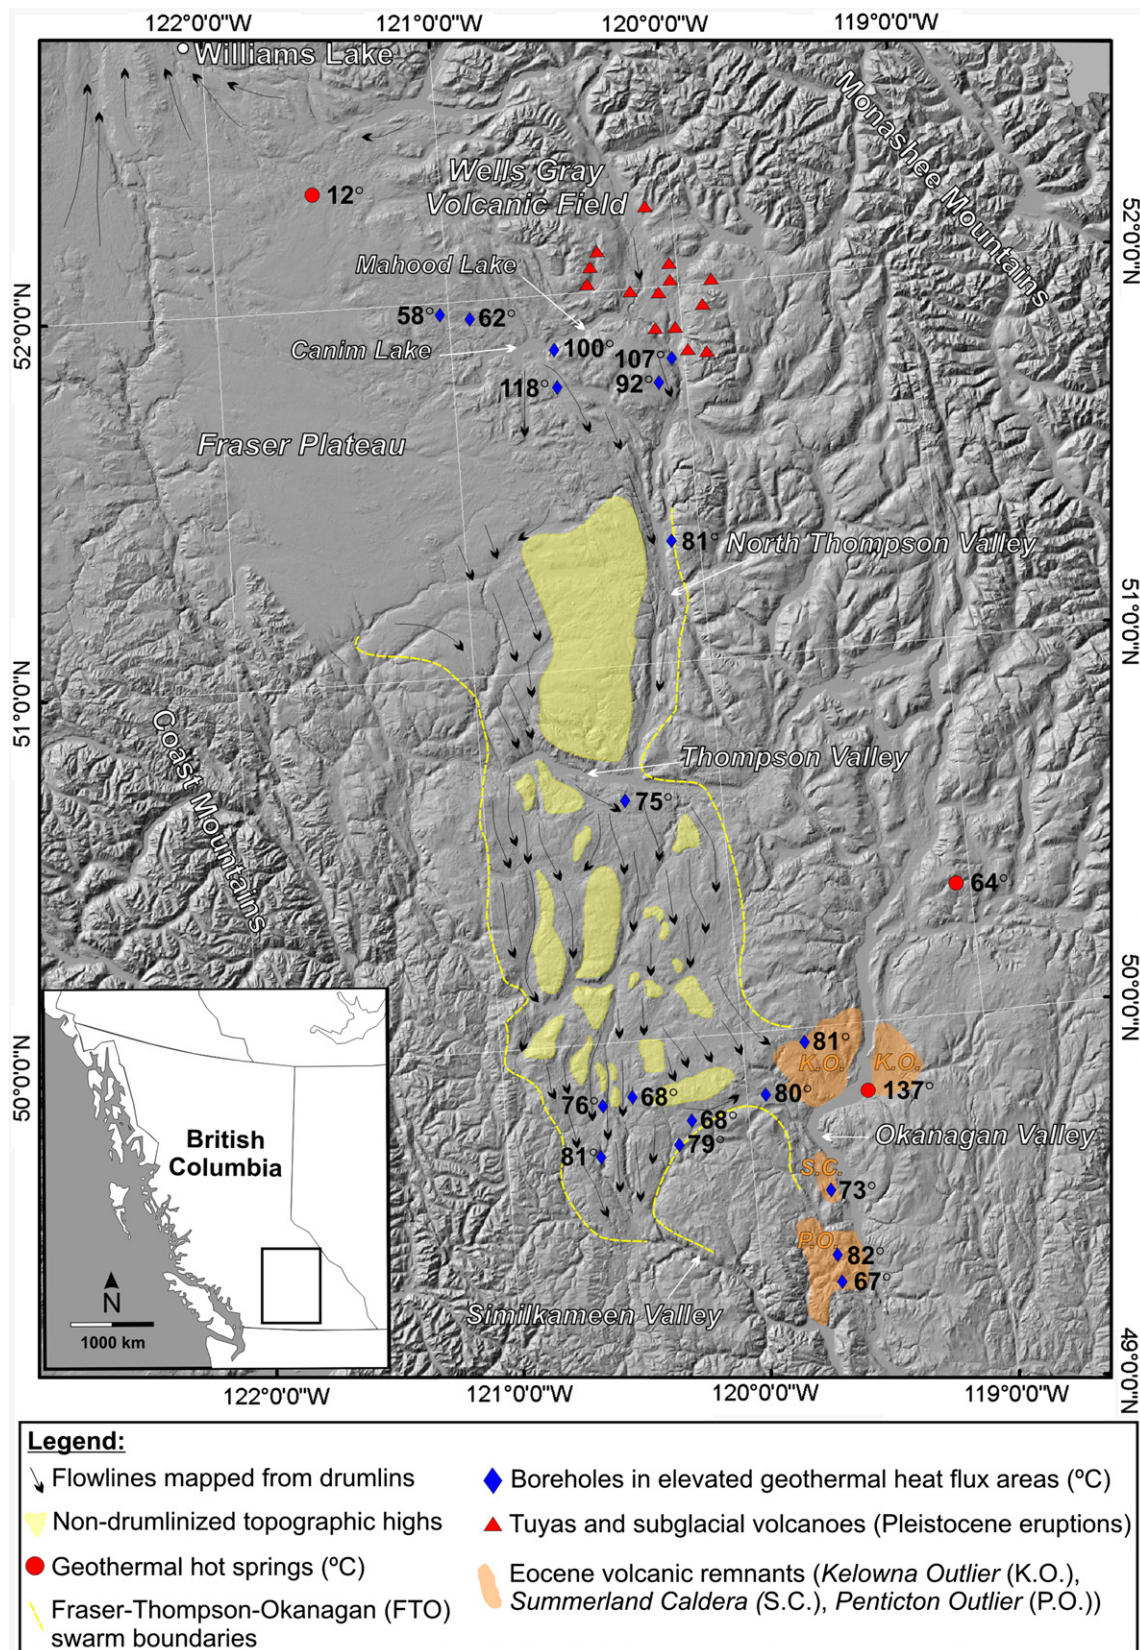 122°0'0"W
121°0'0"W
120°0'0"W
119°0'0"W
Williams Lake
Monashee Mountains
12°
Wells Gray
Volcanic Field
52°0'0"N
Mahood Lake
52°0'0"N
58°
62°
Canim Lake
100°
107°
118°
92°
Fraser Plateau
81°
North Thompson Valley
51°0'0"N
51°0'0"N
Coast Mountains
Thompson Valley
75°
64°
50°0'0"N
50°0'0"N
81°
K.O.
K.O.
137°
80°
76°
68°
68°
Okanagan Valley
79°
81°
S.C.
73°
P.O.
82°
67°
Similkameen Valley
British
Columbia
N
1000 km
49°0'0"N
122°0'0"W
121°0'0"W
120°0'0"W
119°0'0"W
Legend:
Flowlines mapped from drumlins
Non-drumlinized topographic highs
Geothermal hot springs (ºC)
Fraser-Thompson-Okanagan (FTO)
swarm boundaries
Boreholes in elevated geothermal heat flux areas (ºC)
Tuyas and subglacial volcanoes (Pleistocene eruptions)
Eocene volcanic remnants (Kelowna Outlier (K.O.),
Summerland Caldera (S.C.), Penticton Outlier (P.O.))